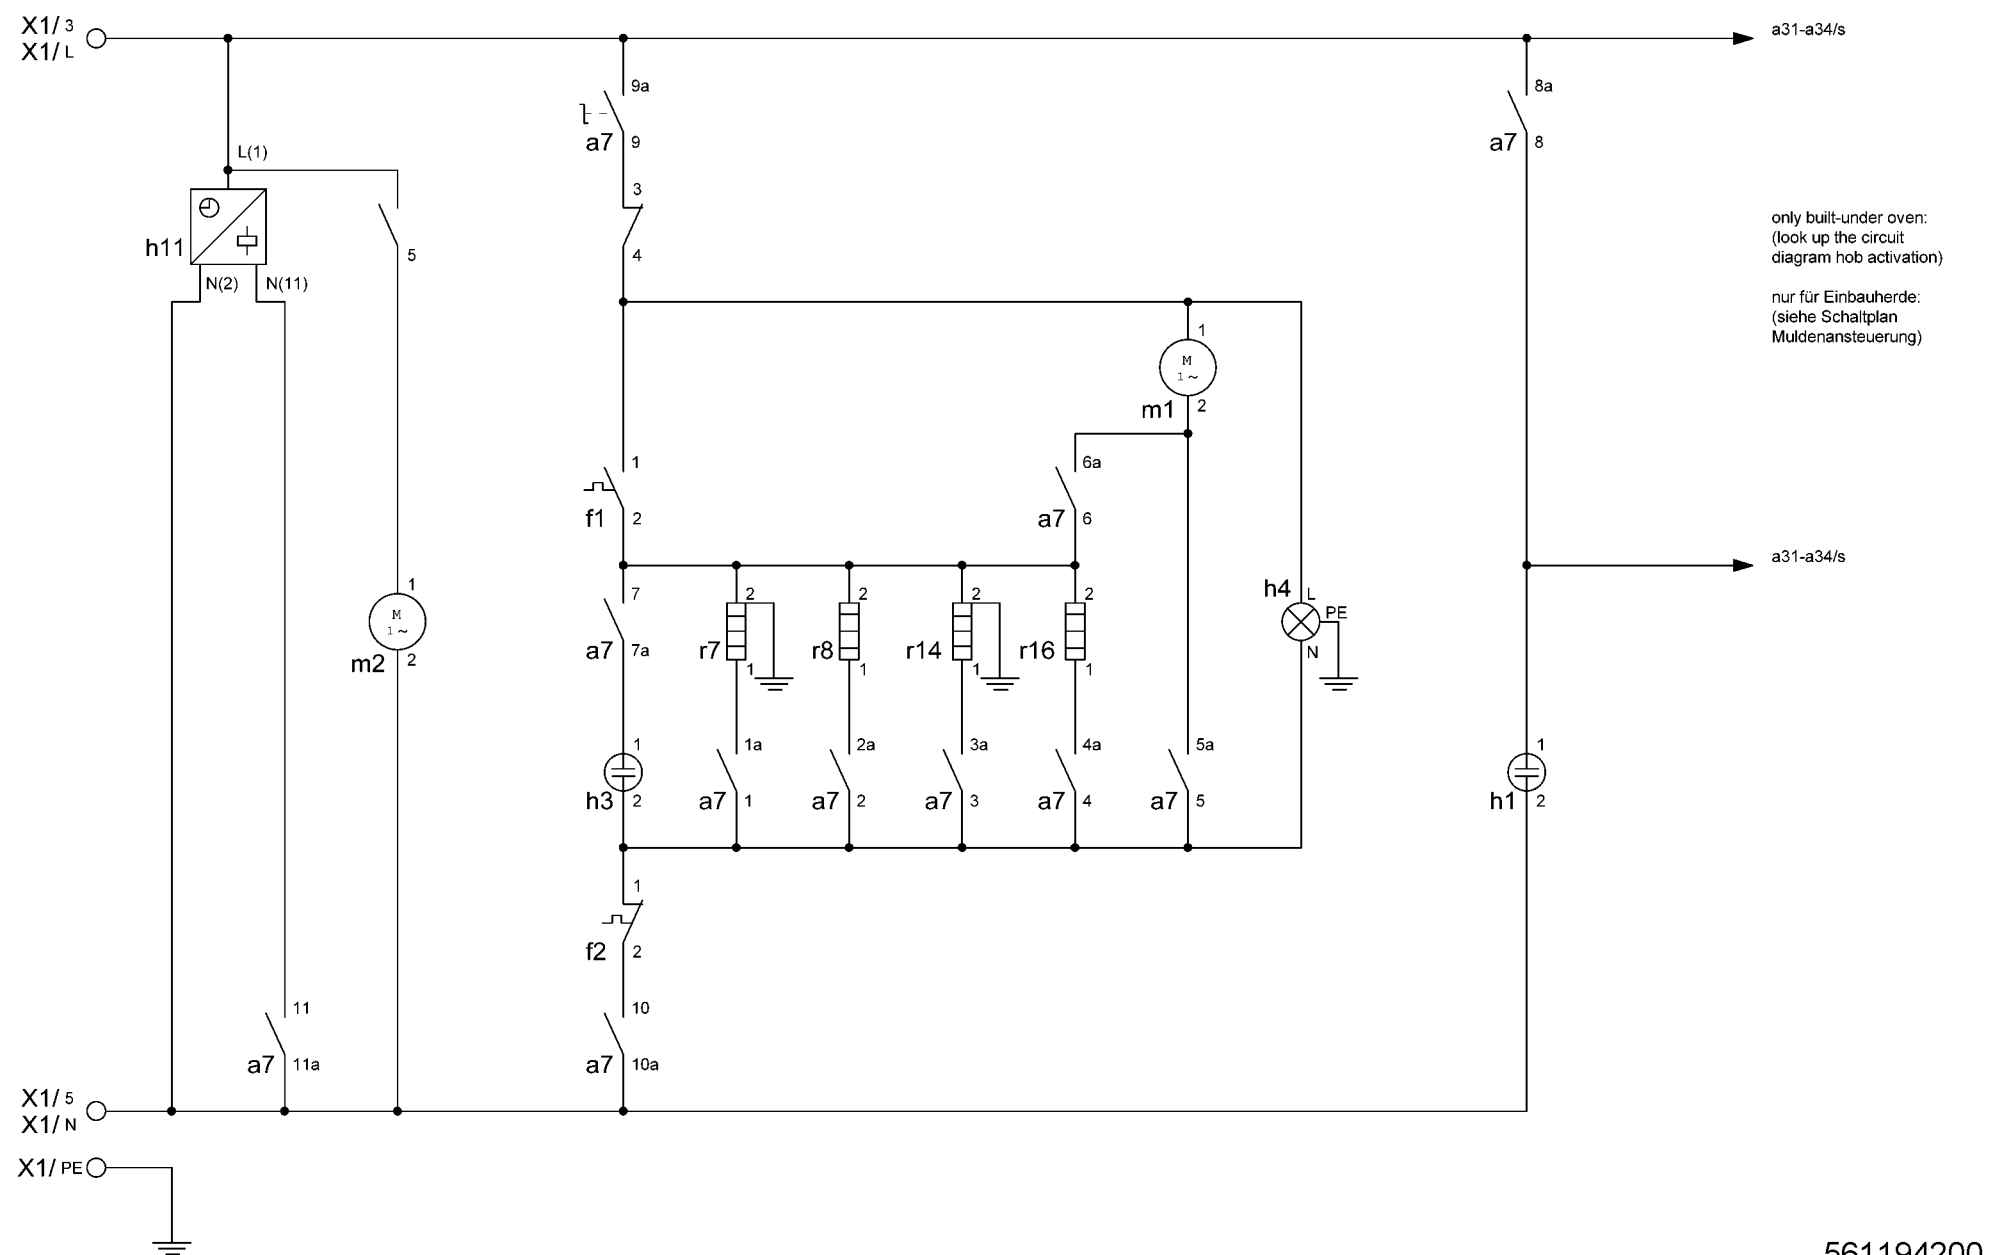 X1/ 3
X1/ L
a31-a34/s
9a
a7 9
8a
a7 8
L(1)
h11
N(2) N(11)
5
3
4
only built-under oven:
(look up the circuit
diagram hob activation)
nur für Einbauherde:
(siehe Schaltplan
Muldenansteuerung)
1
M
1~
m1 2
1
f1 2
6a
a7 6
a31-a34/s
1
M
1~
m2 2
7
a7 7a
2
r7 1
2
r8 1
2
r14 1
2
r16 1
h4 L
PE
N
1
h3 2
1a
a7 1
2a
a7 2
3a
a7 3
4a
a7 4
5a
a7 5
1
h1 2
1
f2 2
11
a7 11a
10
a7 10a
X1/ 5
X1/ N
X1/ PE
561194200